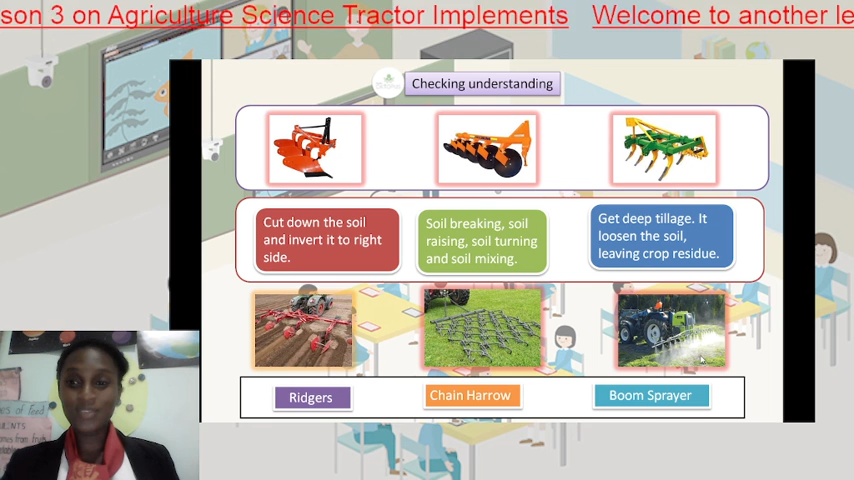 son 3 on Agriculture Science Tractor Implements Welcome to another le
Checking understanding
Cut down the soil
and invert it to right
side.
Soil breaking, soil
raising, soil turning
and soil mixing.
Get deep tillage. It
loosen the soil,
leaving crop residue.
Ridgers
Chain Harrow
Boom Sprayer